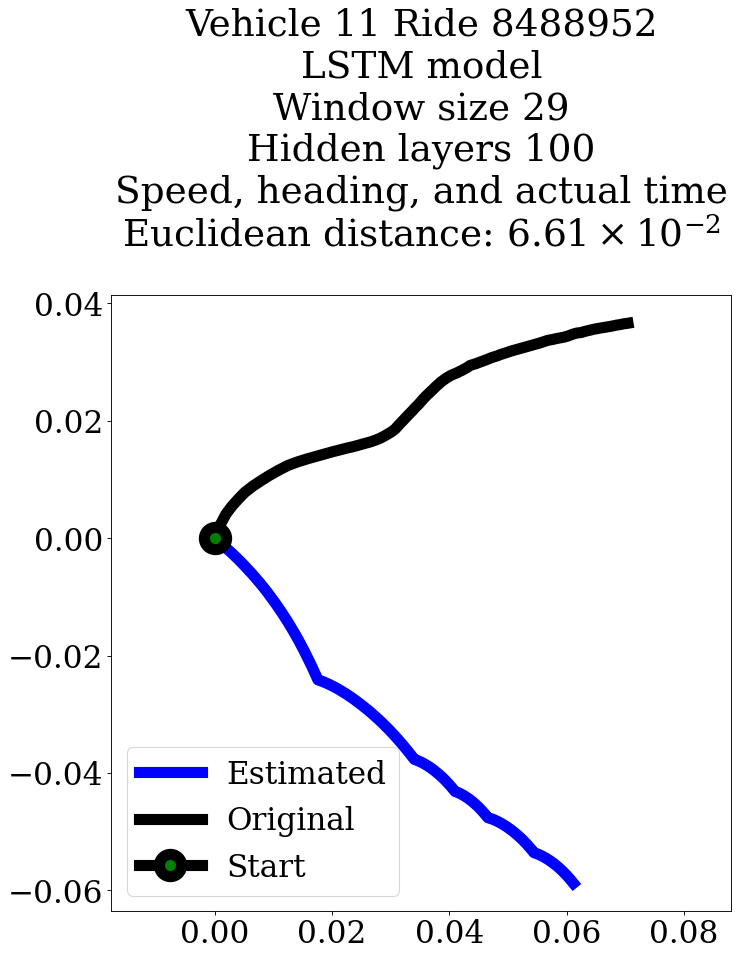 Vehicle 11 Ride 8488952
LSTM model
Window size 29
Hidden layers 100
Speed, heading, and actual time
Euclidean distance: 6.61 × 10⁻²
0.04
0.02
0.00
−0.02
−0.04
−0.06
Estimated
Original
Start
0.00 0.02 0.04 0.06 0.08